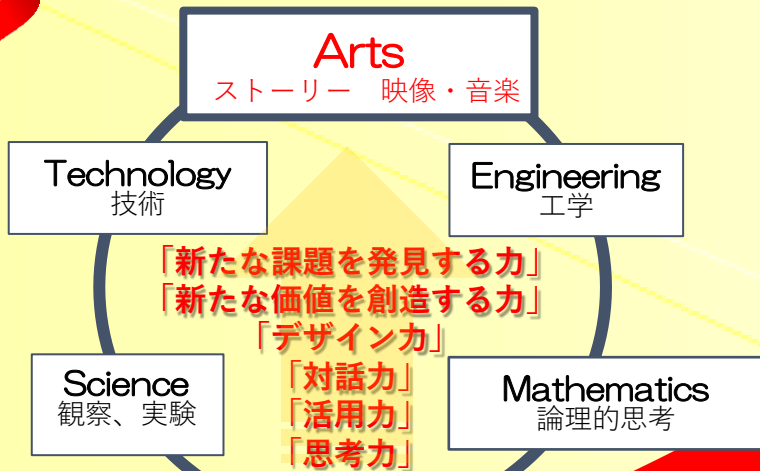 Arts
ストーリー　映像・音楽
Technology
技術
Engineering
工学
「新たな課題を発見する力」
「新たな価値を創造する力」
「デザイン力」
「対話力」
「活用力」
「思考力」
Science
観察、実験
Mathematics
論理的思考